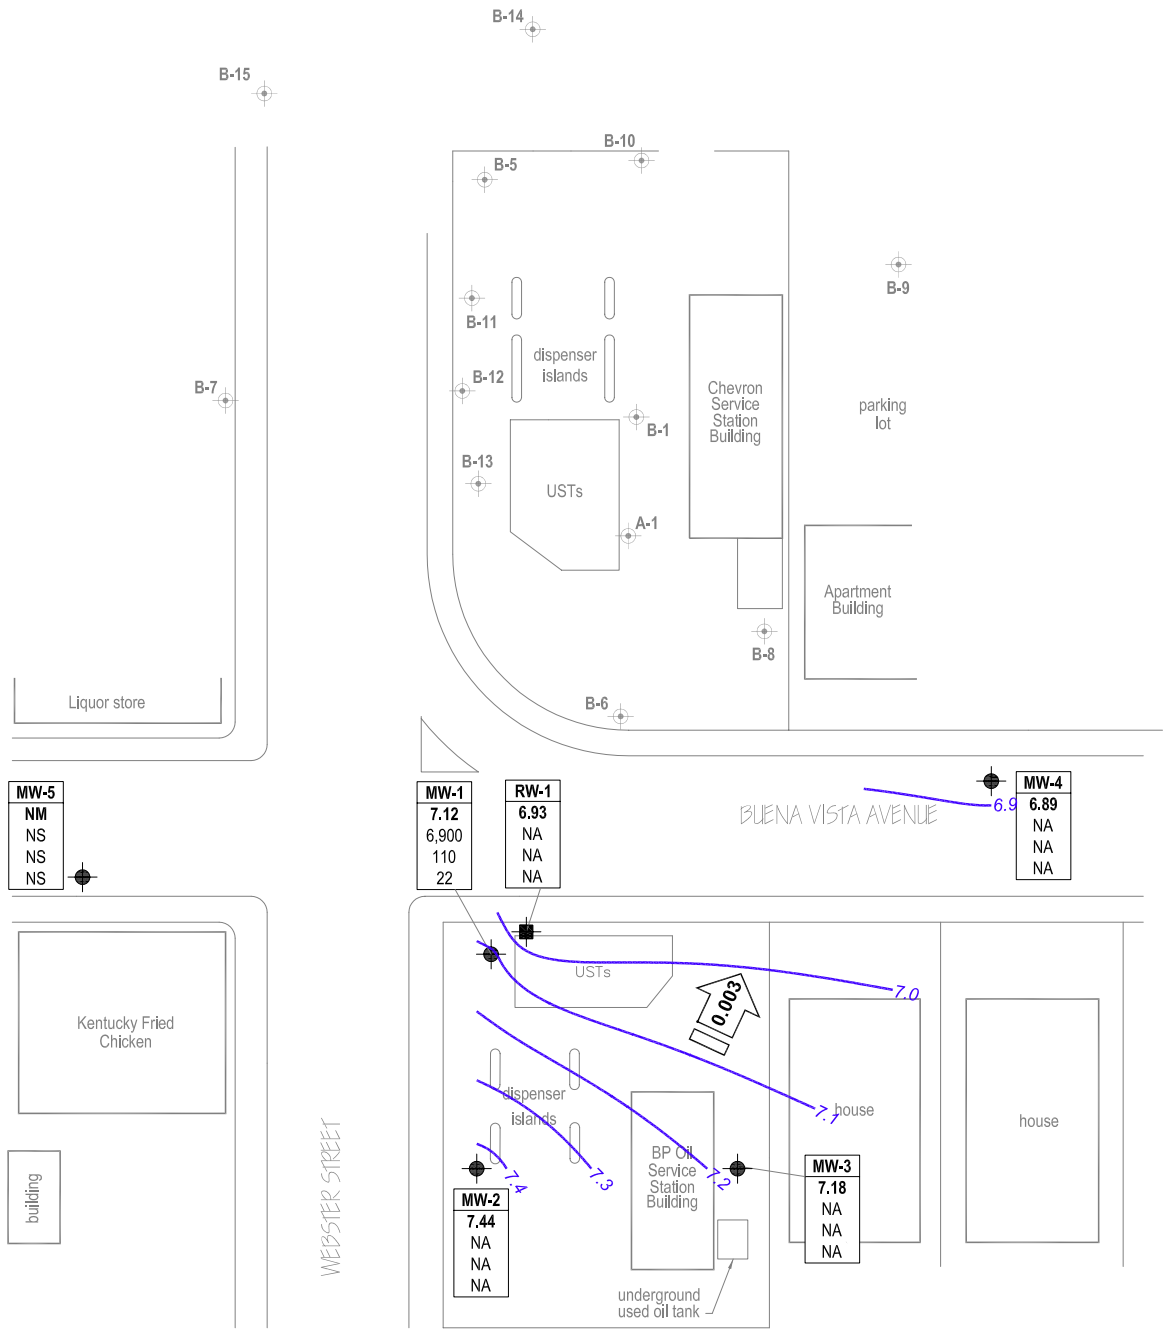 B-14
B-15
B-10
B-5
B-9
B-11
dispenser
islands
B-12
B-7
Chevron
Service
Station
Building
parking
lot
B-1
B-13
USTs
A-1
Apartment
Building
B-8
Liquor store
B-6
MW-5
NM
NS
NS
NS
MW-1
7.12
6,900
110
22
RW-1
6.93
NA
NA
NA
BUENA VISTA AVENUE
6.9
MW-4
6.89
NA
NA
NA
USTs
7.0
0.003
Kentucky Fried
Chicken
dispenser
islands
7.1
house
house
BP Oil
Service
Station
Building
7.2
7.3
7.4
MW-3
7.18
NA
NA
NA
MW-2
7.44
NA
NA
NA
building
WEBSTER STREET
underground
used oil tank